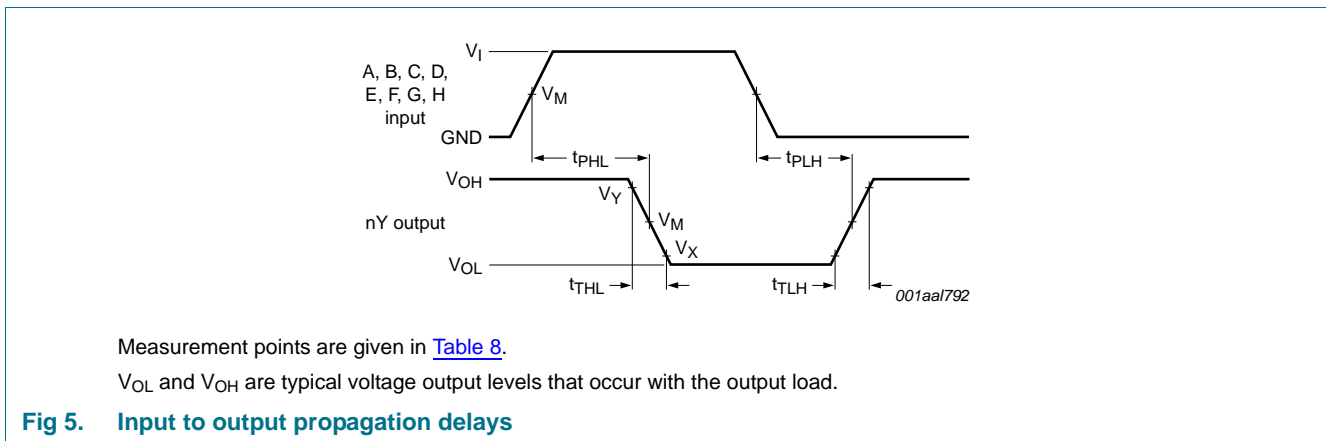 V_I
A, B, C, D,
E, F, G, H
input
V_M
GND
t_PHL
t_PLH
V_OH
V_Y
nY output
V_M
V_X
V_OL
t_THL
t_TLH
001aal792
Measurement points are given in Table 8.
V_OL and V_OH are typical voltage output levels that occur with the output load.
Fig 5. Input to output propagation delays